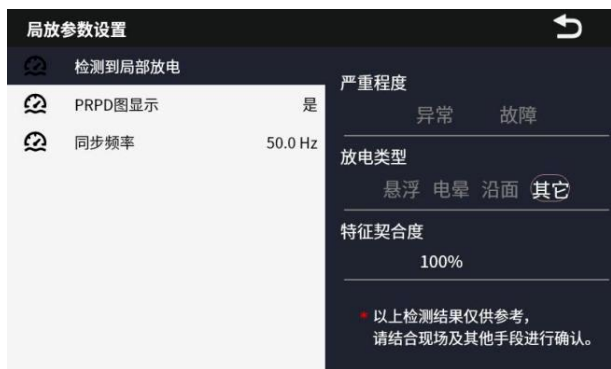 局放参数设置
检测到局部放电
PRPD图显示 是
同步频率 50.0 Hz
严重程度
异常 故障
放电类型
悬浮 电晕 沿面 其它
特征契合度
100%
* 以上检测结果仅供参考，
请结合现场及其他手段进行确认。